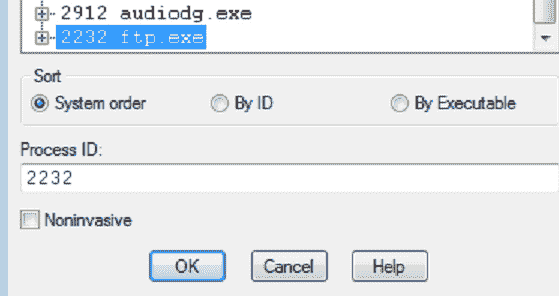 2912 audiodg.exe
2232 ftp.exe
Sort
System order By ID By Executable
Process ID:
2232
Noninvasive
OK Cancel Help